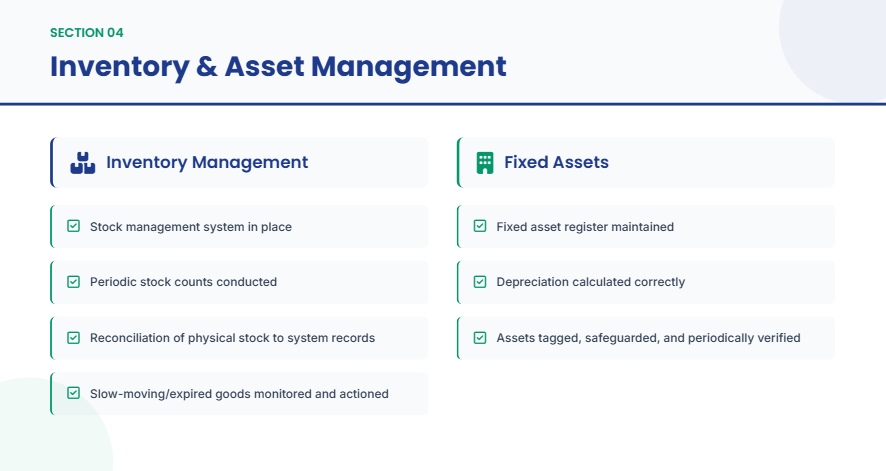 SECTION 04
Inventory & Asset Management
Inventory Management
Stock management system in place
Periodic stock counts conducted
Reconciliation of physical stock to system records
Slow-moving/expired goods monitored and actioned
Fixed Assets
Fixed asset register maintained
Depreciation calculated correctly
Assets tagged, safeguarded, and periodically verified